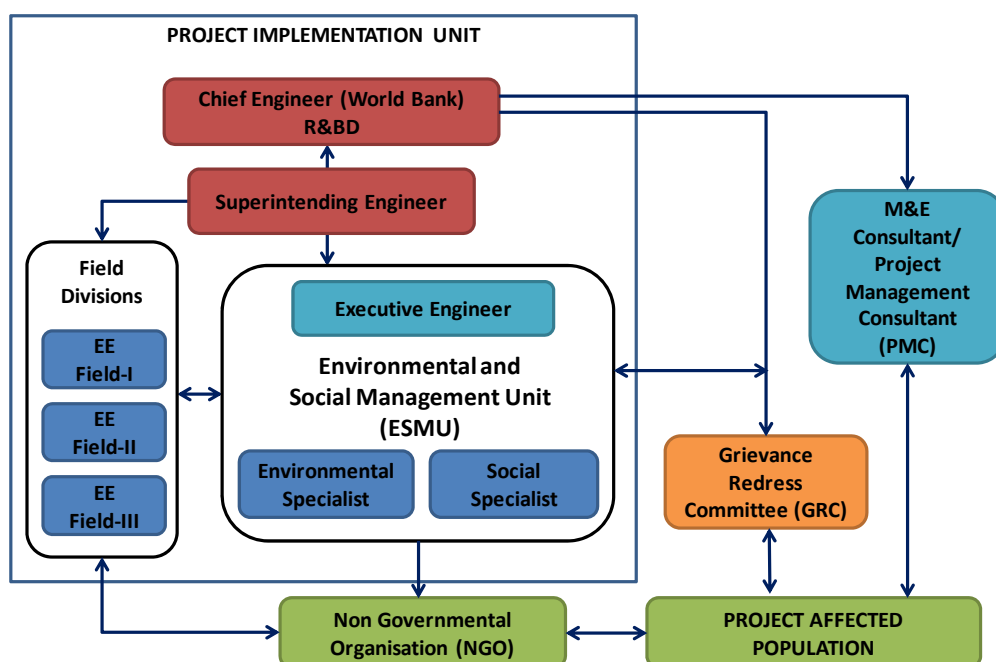 PROJECT IMPLEMENTATION UNIT
Chief Engineer (World Bank)
R&BD
Superintending Engineer
M&E
Consultant/
Project
Management
Consultant
(PMC)
Field
Divisions
EE
Field-I
EE
Field-II
EE
Field-III
Executive Engineer
Environmental and
Social Management Unit
(ESMU)
Environmental
Specialist
Social
Specialist
Grievance
Redress
Committee (GRC)
Non Governmental
Organisation (NGO)
PROJECT AFFECTED
POPULATION